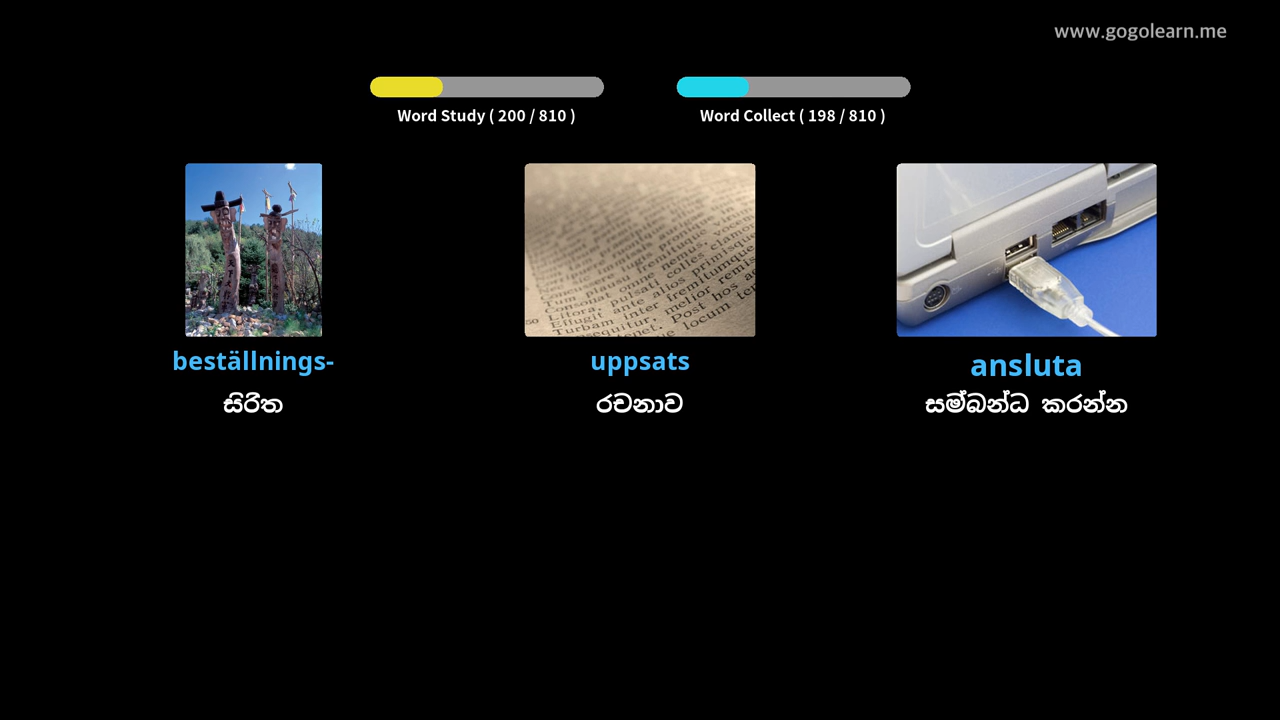 www.gogolearn.me
Word Study ( 200 / 810 )
Word Collect ( 198 / 810 )
beställnings-
සිරිත
uppsats
රචනාව
ansluta
සම්බන්ධ කරන්න